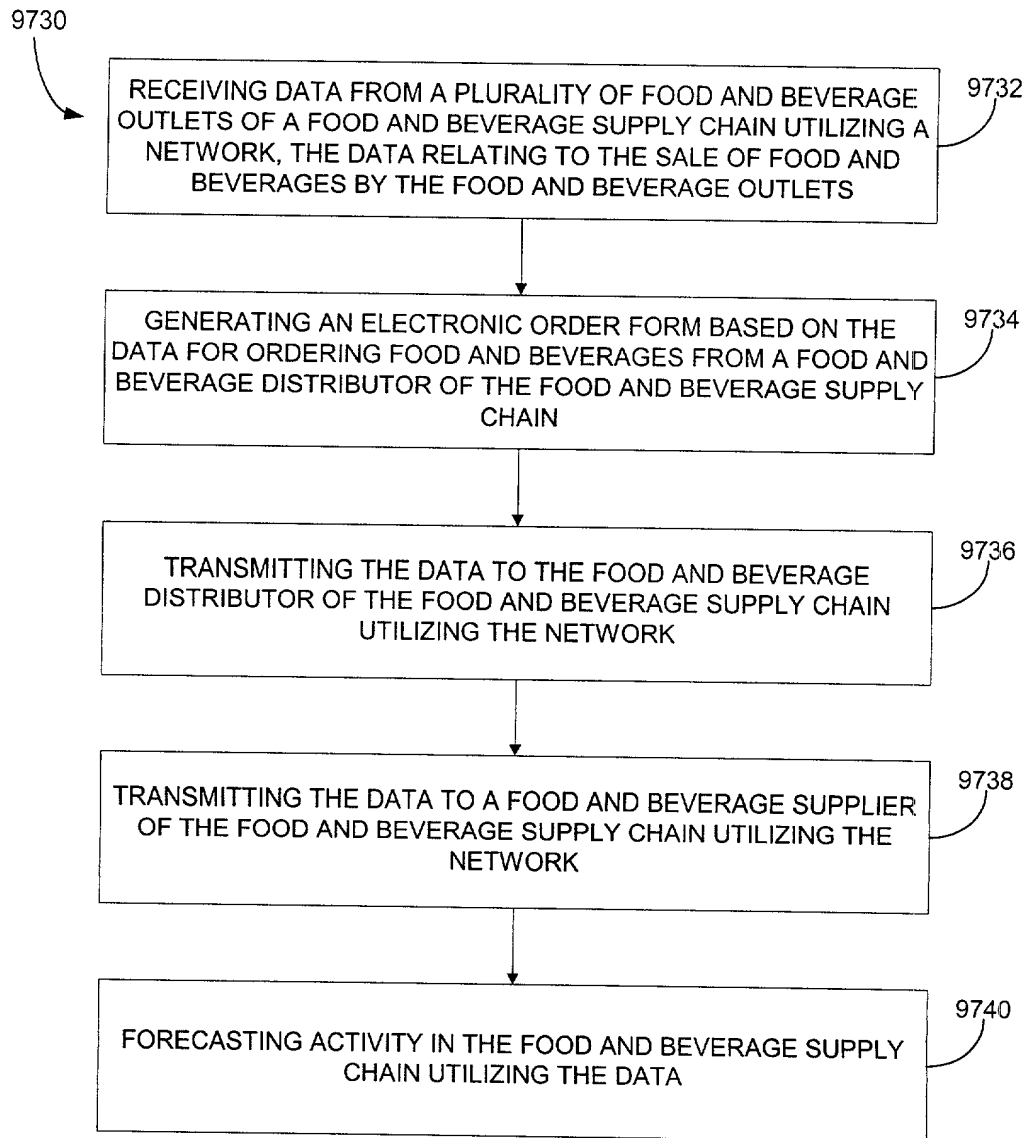 9730
RECEIVING DATA FROM A PLURALITY OF FOOD AND BEVERAGE
OUTLETS OF A FOOD AND BEVERAGE SUPPLY CHAIN UTILIZING A
NETWORK, THE DATA RELATING TO THE SALE OF FOOD AND
BEVERAGES BY THE FOOD AND BEVERAGE OUTLETS
9732
GENERATING AN ELECTRONIC ORDER FORM BASED ON THE
DATA FOR ORDERING FOOD AND BEVERAGES FROM A FOOD AND
BEVERAGE DISTRIBUTOR OF THE FOOD AND BEVERAGE SUPPLY
CHAIN
9734
TRANSMITTING THE DATA TO THE FOOD AND BEVERAGE
DISTRIBUTOR OF THE FOOD AND BEVERAGE SUPPLY CHAIN
UTILIZING THE NETWORK
9736
TRANSMITTING THE DATA TO A FOOD AND BEVERAGE SUPPLIER
OF THE FOOD AND BEVERAGE SUPPLY CHAIN UTILIZING THE
NETWORK
9738
FORECASTING ACTIVITY IN THE FOOD AND BEVERAGE SUPPLY
CHAIN UTILIZING THE DATA
9740